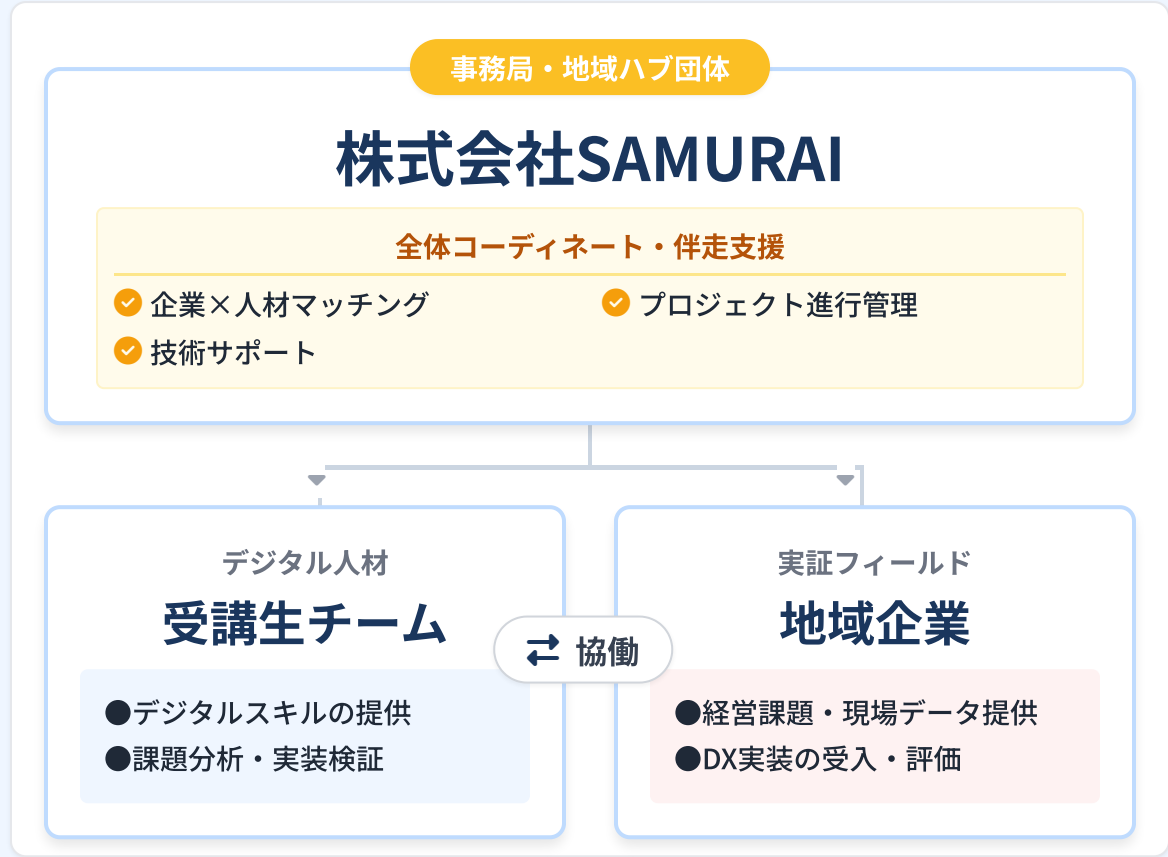 事務局・地域ハブ団体
株式会社SAMURAI
全体コーディネート・伴走支援
企業×人材マッチング
プロジェクト進行管理
技術サポート
デジタル人材
受講生チーム
●デジタルスキルの提供
●課題分析・実装検証
協働
実証フィールド
地域企業
●経営課題・現場データ提供
●DX実装の受入・評価